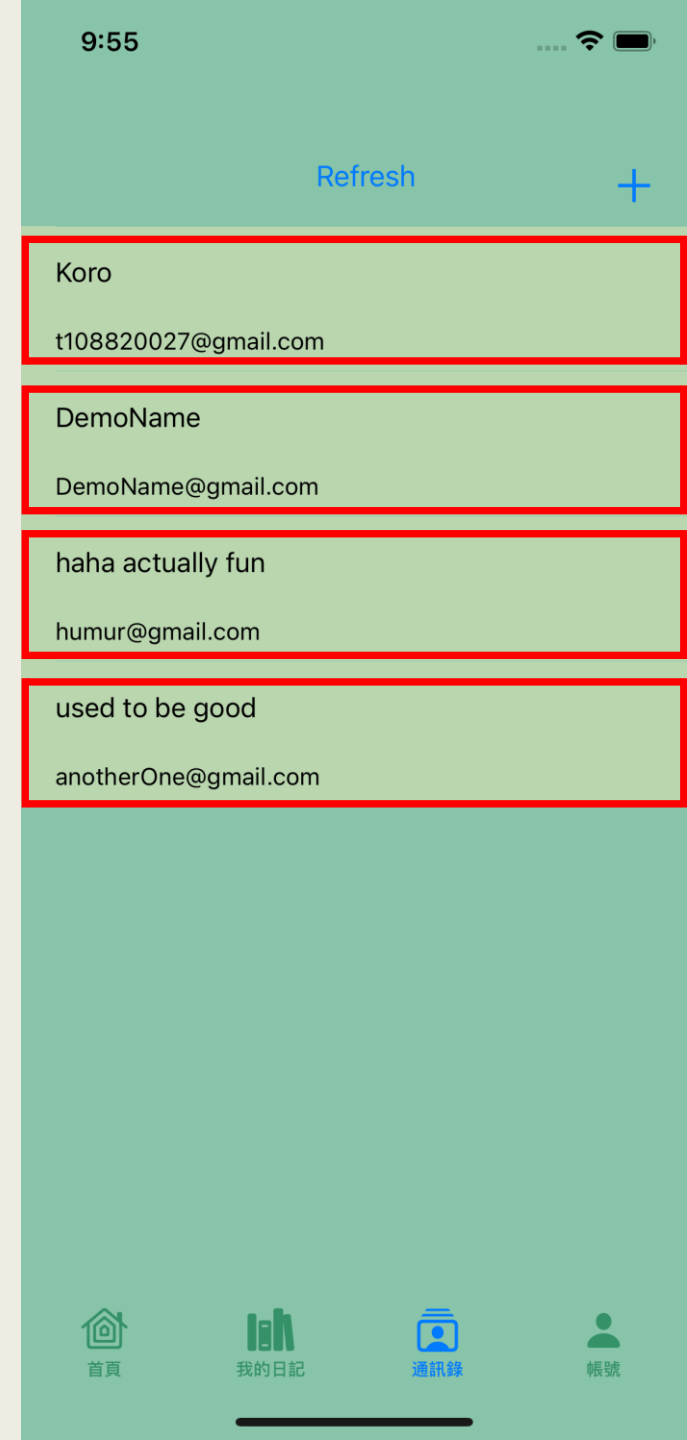 9:55
Refresh
Koro
t108820027@gmail.com
DemoName
DemoName@gmail.com
haha actually fun
humur@gmail.com
used to be good
anotherOne@gmail.com
首頁
我的日記
通訊錄
帳號